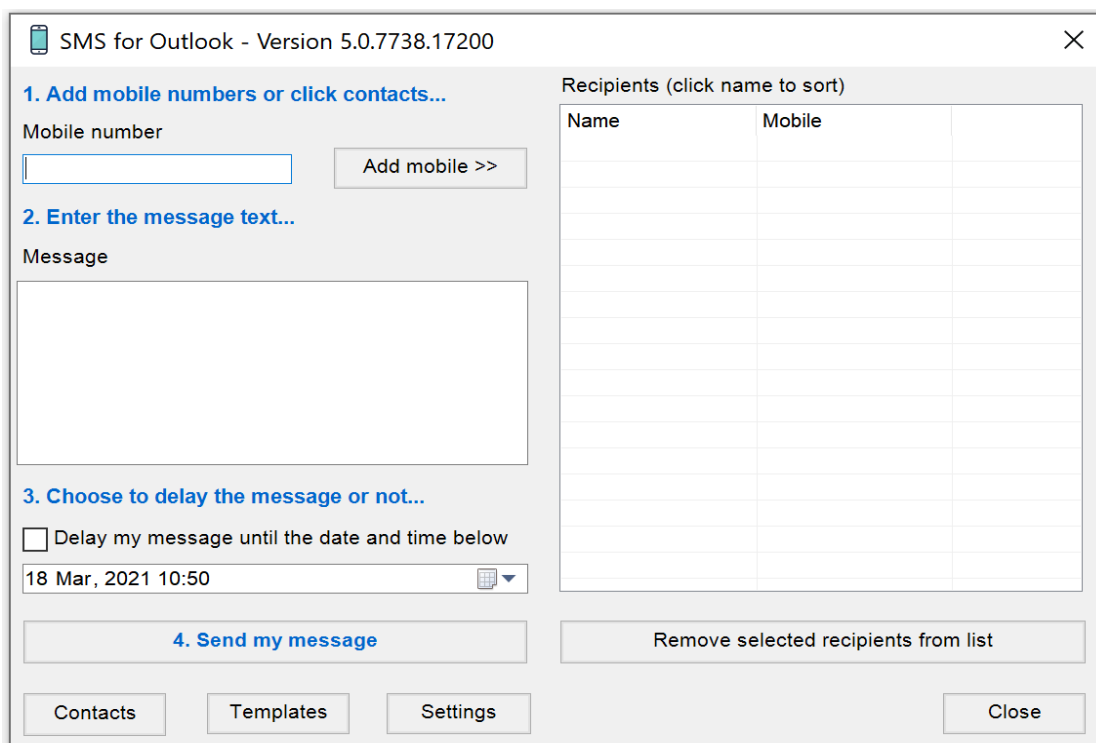 SMS for Outlook - Version 5.0.7738.17200
1. Add mobile numbers or click contacts...
Mobile number
Add mobile >>
2. Enter the message text...
Message
3. Choose to delay the message or not...
Delay my message until the date and time below
18 Mar, 2021 10:50
4. Send my message
Contacts
Templates
Settings
Recipients (click name to sort)
Name Mobile
Remove selected recipients from list
Close